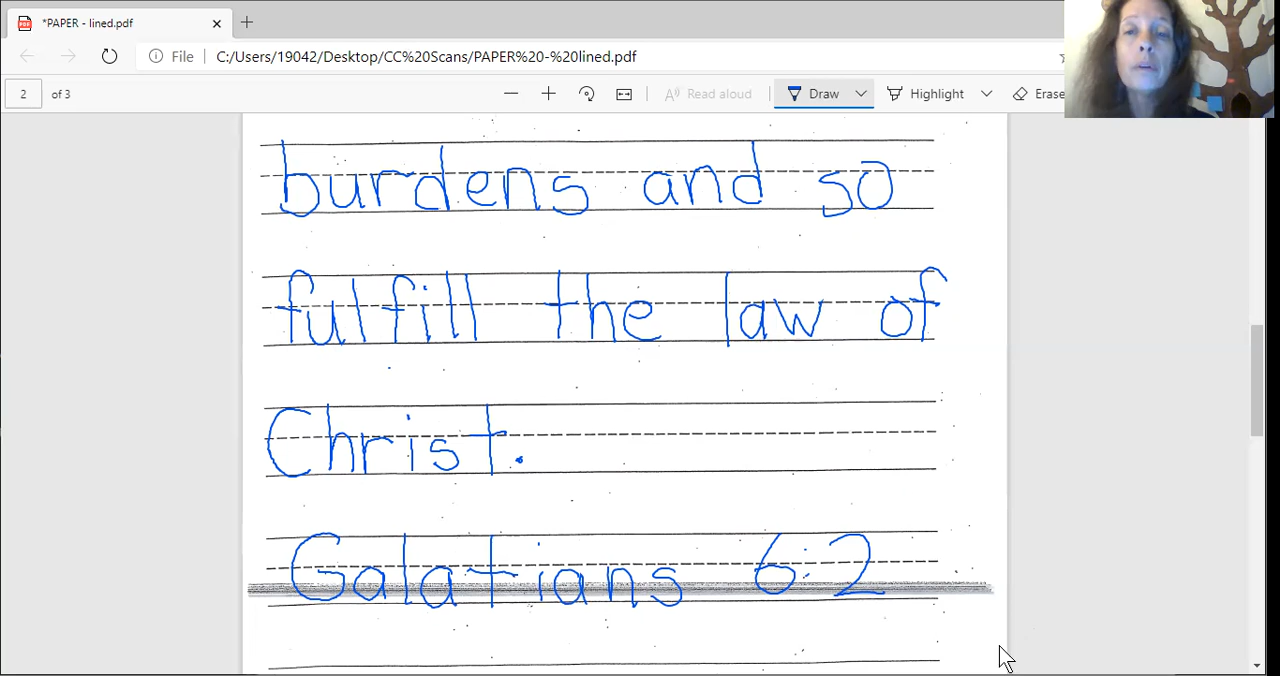 *PAPER - lined.pdf
File C:/Users/19042/Desktop/CC%20Scans/PAPER%20-%20lined.pdf
2 of 3 Read aloud Draw Highlight Erase
burdens and so
fulfill the law of
Christ.
Galatians 6:2